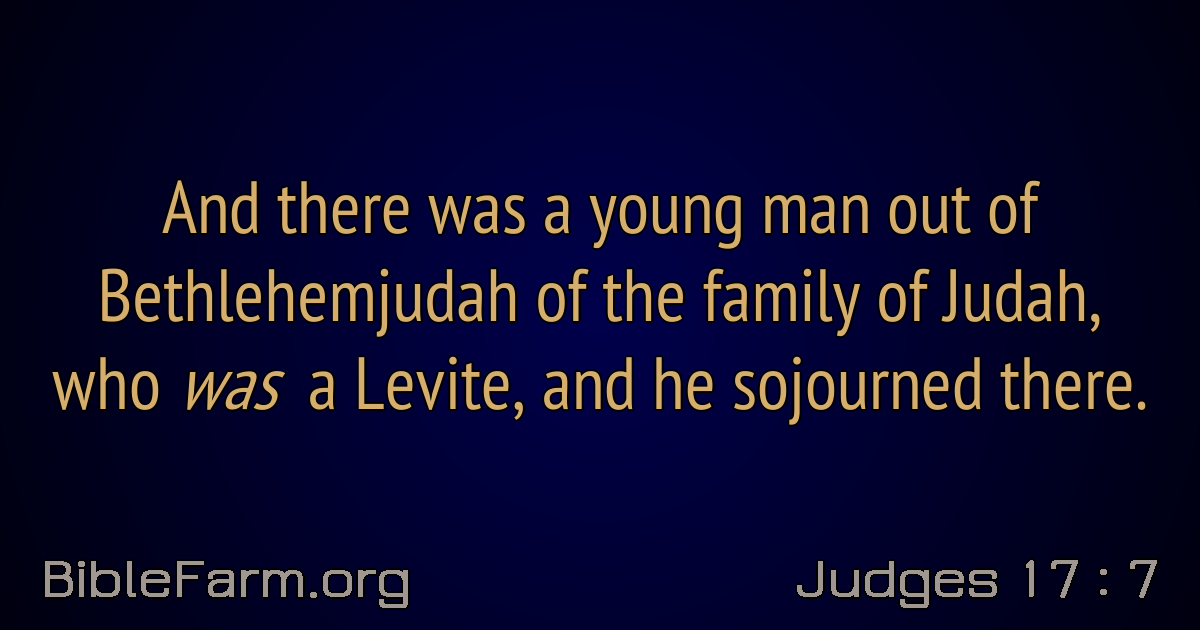 And there was a young man out of
Bethlehemjudah of the family of Judah,
who was a Levite, and he sojourned there.
BibleFarm.org
Judges 17 : 7